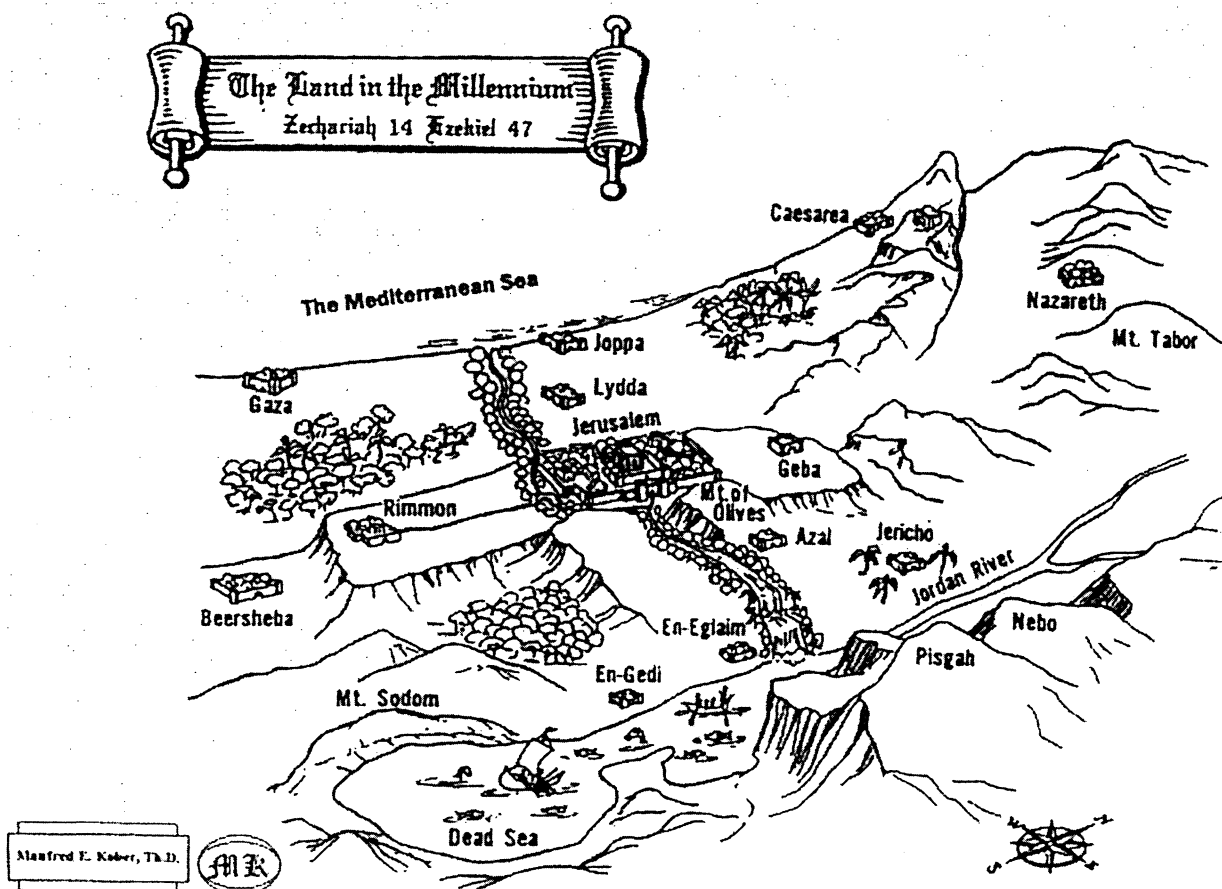 The Land in the Millennium
Zechariah 14 Ezekiel 47
Caesarea
Nazareth
The Mediterranean Sea
Mt. Tabor
Joppa
Gaza
Lydda
Jerusalem
Geba
Mt. of
Olives
Rimmon
Azal
Jericho
Jordan River
Beersheba
En-Eglaim
Nebo
Pisgah
En-Gedi
Mt. Sodom
Dead Sea
Manfred E. Kober, Th.D.
MK
S